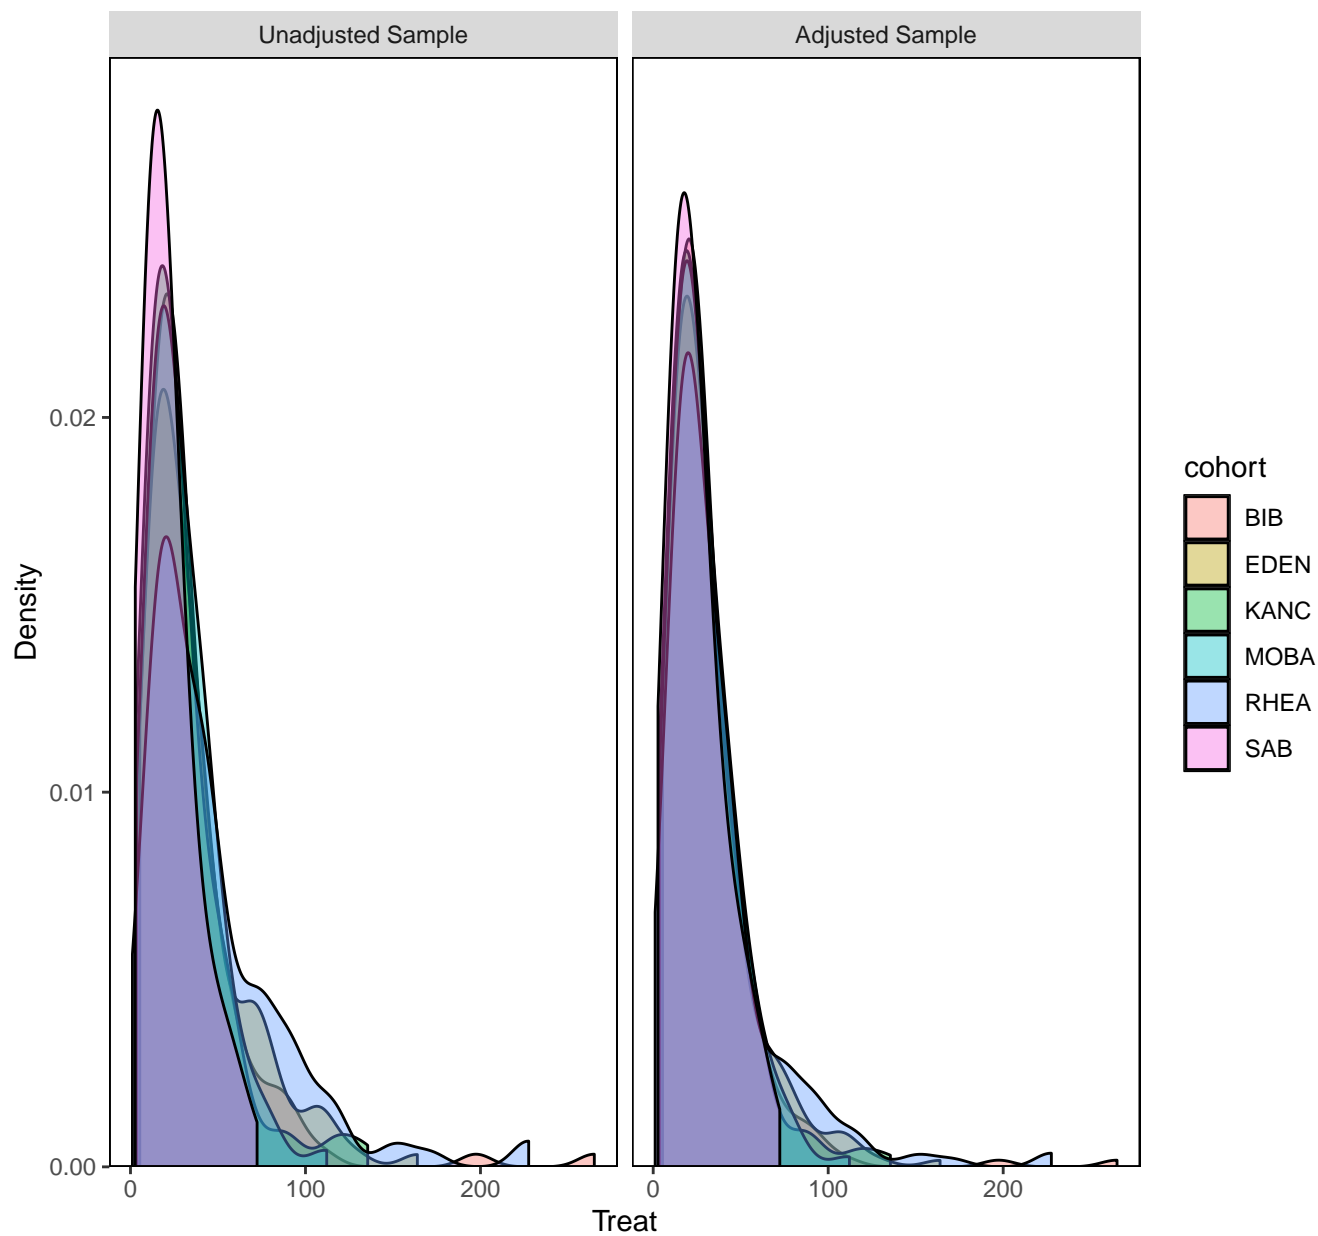 Unadjusted Sample
Adjusted Sample
0.02
0.01
0.00
Density
0
100
200
0
100
200
Treat
cohort
BIB
EDEN
KANC
MOBA
RHEA
SAB